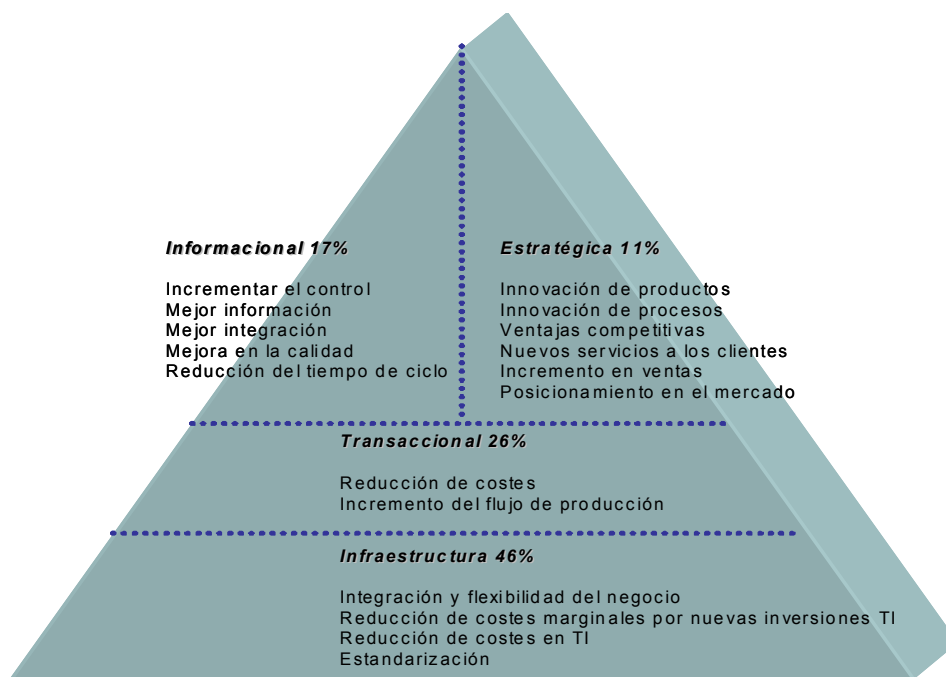 Informacional 17%
Incrementar el control
Mejor información
Mejor integración
Mejora en la calidad
Reducción del tiempo de ciclo
Estratégica 11%
Innovación de productos
Innovación de procesos
Ventajas competitivas
Nuevos servicios a los clientes
Incremento en ventas
Posicionamiento en el mercado
Transaccional 26%
Reducción de costes
Incremento del flujo de producción
Infraestructura 46%
Integración y flexibilidad del negocio
Reducción de costes marginales por nuevas inversiones TI
Reducción de costes en TI
Estandarización